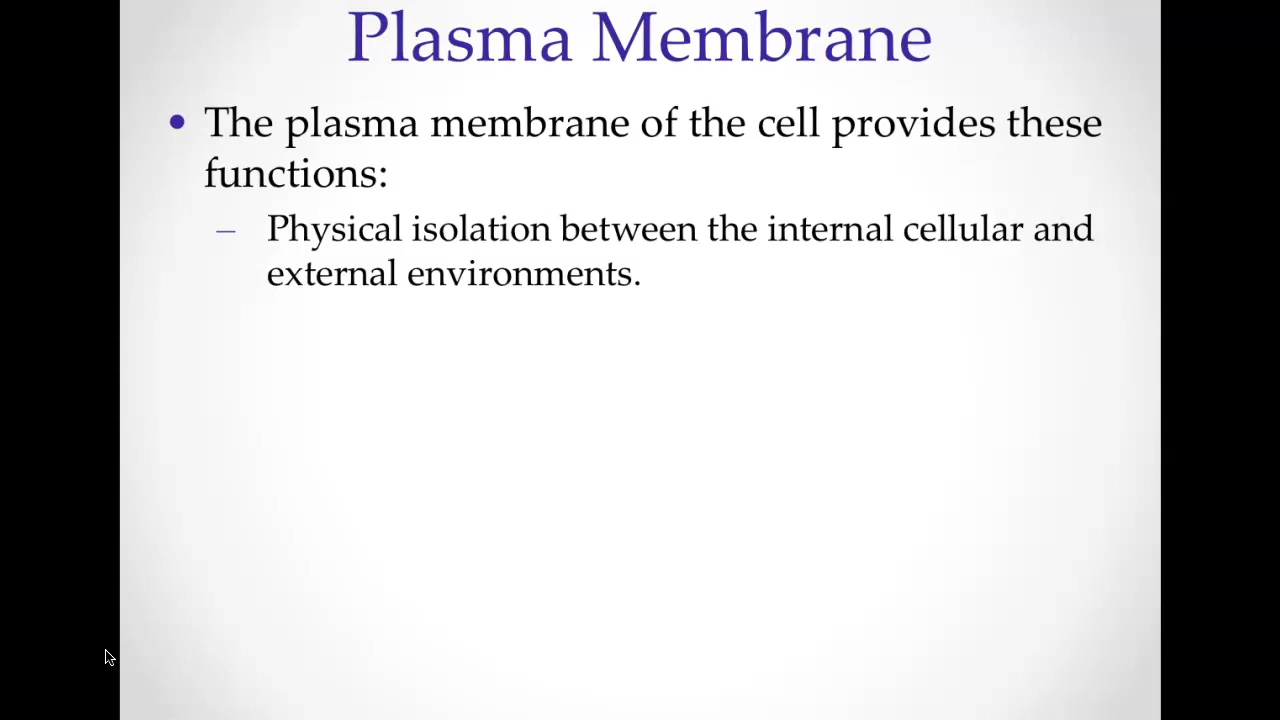 Plasma Membrane
• The plasma membrane of the cell provides these
functions:
– Physical isolation between the internal cellular and
external environments.